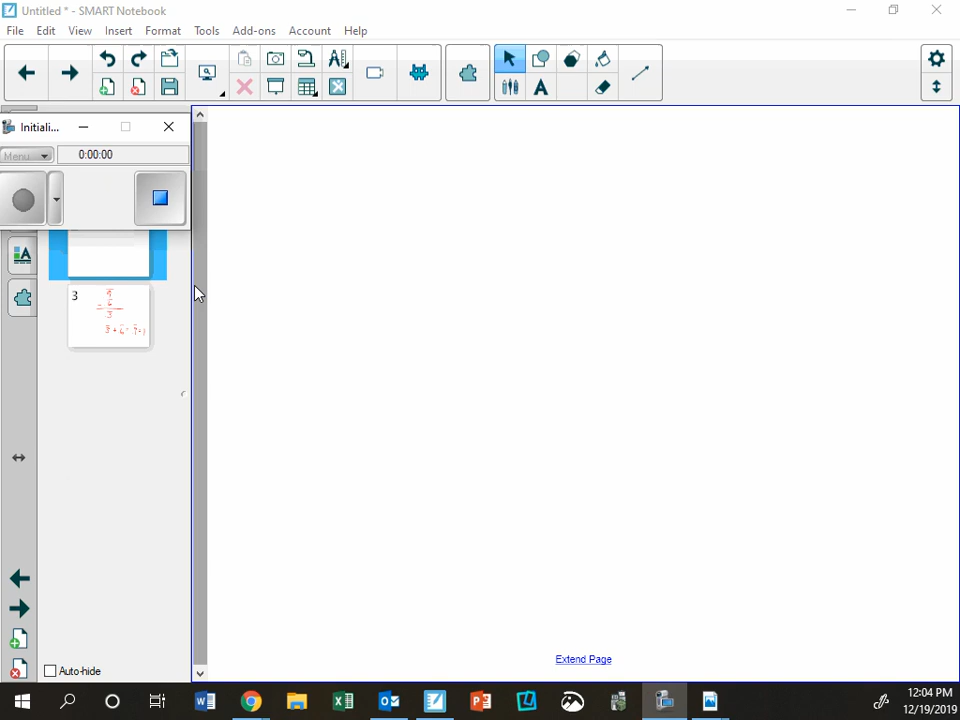 Untitled * - SMART Notebook
File Edit View Insert Format Tools Add-ons Account Help
Initiali...
Menu
0:00:00
3
Extend Page
Auto-hide
12:04 PM
12/19/2019